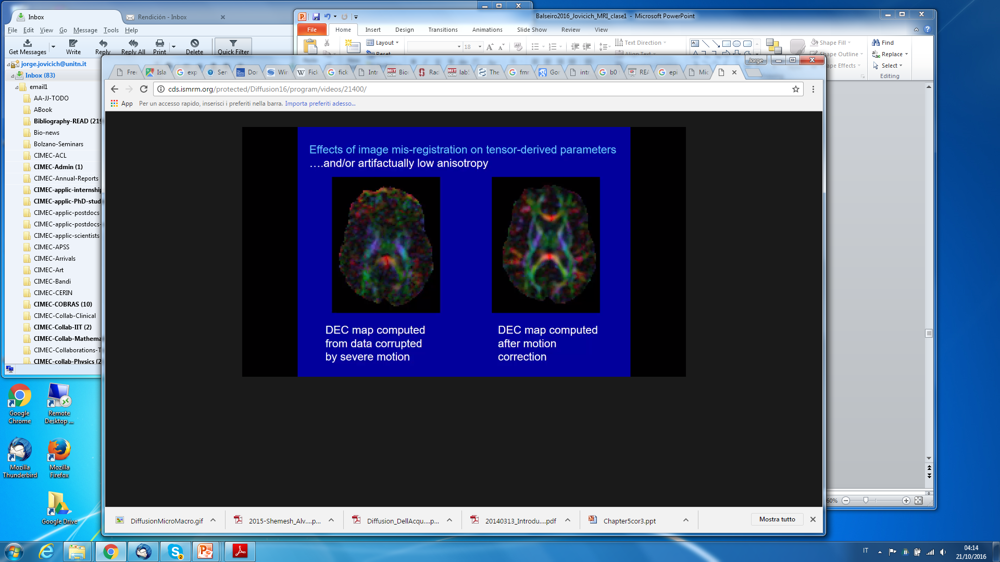 Inbox
Rendición - Inbox
File Edit View Go Message Tools Help
Get Messages Write Reply Reply All Print Delete Quick Filter
jorge.jovicich@unitn.it
Inbox (83)
email1
AA-JJ-TODO
ABook
Bibliography-READ (219
Bio-news
Bolzano-Seminars
CIMEC-ACL
CIMEC-Admin (1)
CIMEC-Annual-Reports
CIMEC-applic-internship
CIMEC-applic-PhD-stud
CIMEC-applic-postdocs
CIMEC-applic-postdocs-
CIMEC-applic-scientists
CIMEC-APSS
CIMEC-Arrivals
CIMEC-Art
CIMEC-Bandi
CIMEC-CERIN
CIMEC-COBRAS (10)
CIMEC-Collab-Clinical
CIMEC-Collab-IIT (2)
CIMEC-Collab-Mathema
CIMEC-Collaborations-T
CIMEC-collab-Physics (2
Balseiro2016_Jovicich_MRI_clase1 - Microsoft PowerPoint
File Home Insert Design Transitions Animations Slide Show Review View
Layout
Reset
18
Text Direction
Align Text
Shape Fill
Shape Outline
Shape Effects
Find
Replace
Select
Editing
60%
Jorge
Free Isla exp Ser Dor Wir Fick fick Intr Bior Rad lab The fmr Gor intr b0 REA epi Mic
cds.ismrm.org/protected/Diffusion16/program/videos/21400/
App Per un accesso rapido, inserisci i preferiti nella barra. Importa preferiti adesso...
Effects of image mis-registration on tensor-derived parameters
....and/or artifactually low anisotropy
DEC map computed
from data corrupted
by severe motion
DEC map computed
after motion
correction
DiffusionMicroMacro.gif
2015-Shemesh_Alv....p...
Diffusion_DellAcqu....p...
20140313_Introdu....pdf
Chapter5cor3.ppt
Mostra tutto
Google Chrome
Remote Desktop ...
Mozilla Thunderbird
Mozilla Firefox
Google Drive
2
IT
04:14
21/10/2016